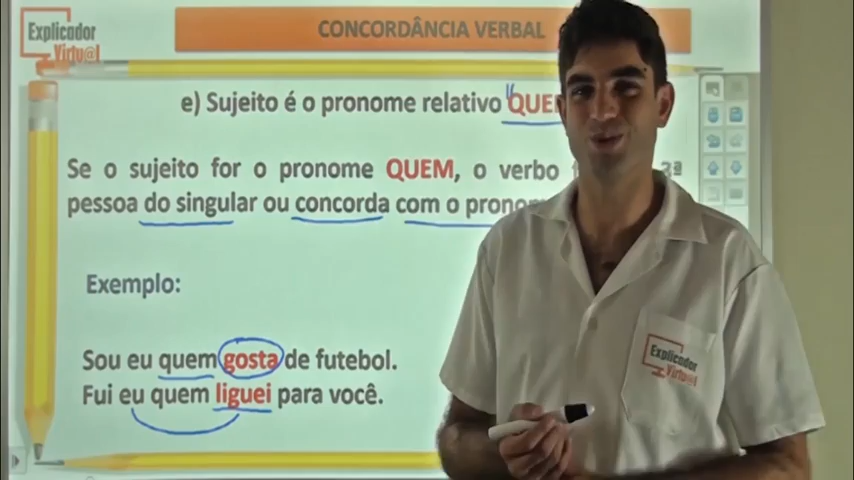 Explicador
Virtu@l
CONCORDÂNCIA VERBAL
e) Sujeito é o pronome relativo
Se o sujeito for o pronome QUEM, o verbo 3ª
pessoa do singular ou concorda com o
Exemplo:
Sou eu quem gosta de futebol.
Fui eu quem liguei para você.
Explicador
Virtu@l